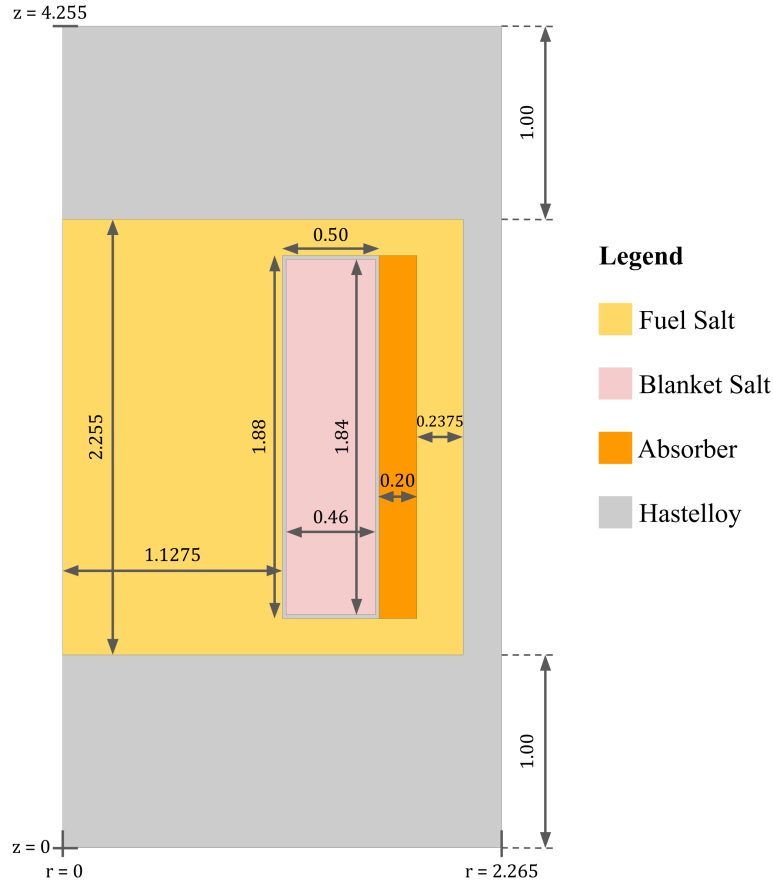 z = 4.255
1.00
0.50
Legend
Fuel Salt
Blanket Salt
2.255
1.88
1.84
0.2375
Absorber
0.20
0.46
Hastelloy
1.1275
1.00
z = 0
r = 0
r = 2.265